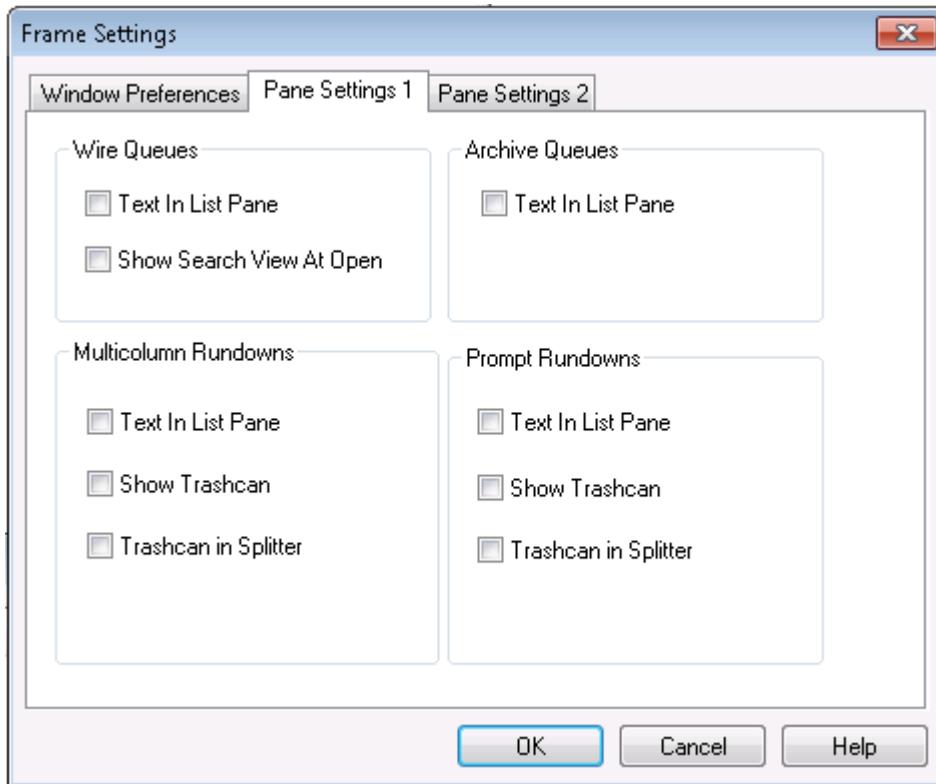 Frame Settings
Window Preferences
Pane Settings 1
Pane Settings 2
Wire Queues
Text In List Pane
Show Search View At Open
Archive Queues
Text In List Pane
Multicolumn Rundowns
Text In List Pane
Show Trashcan
Trashcan in Splitter
Prompt Rundowns
Text In List Pane
Show Trashcan
Trashcan in Splitter
OK
Cancel
Help